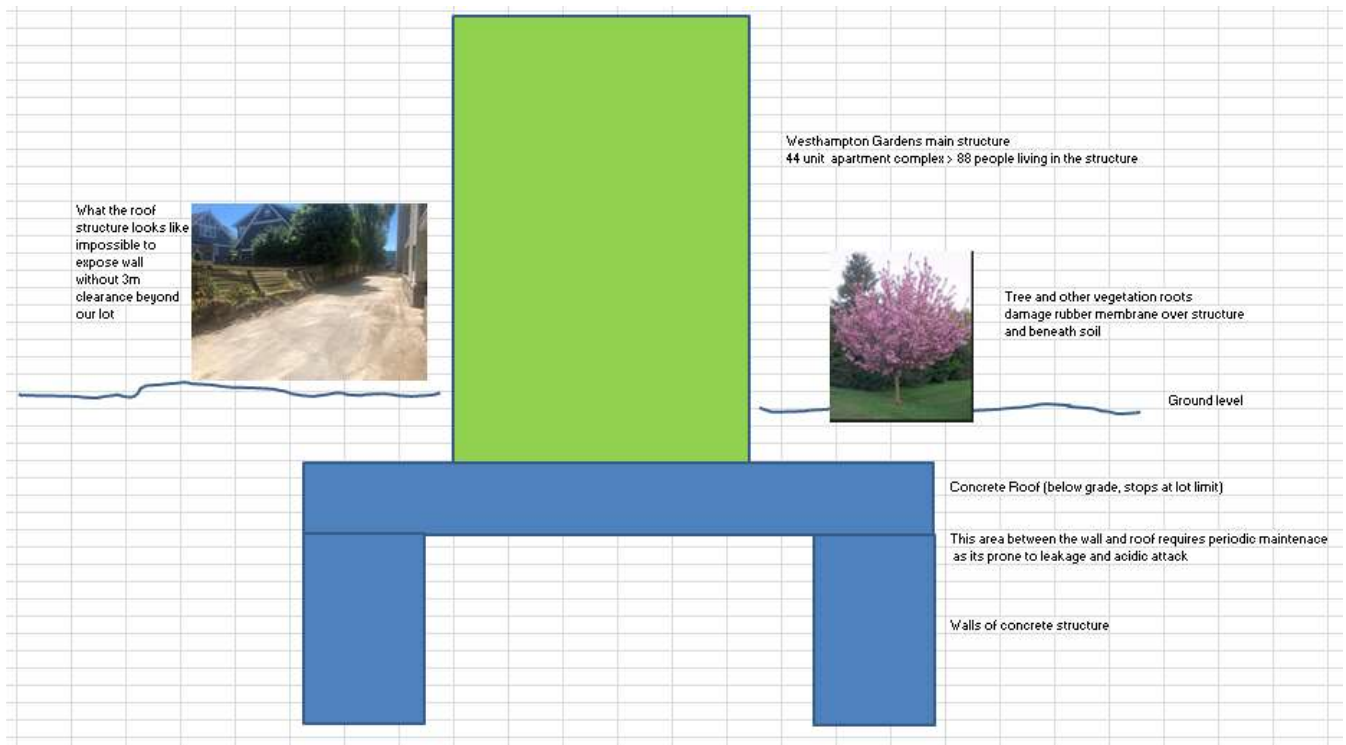 Westhampton Gardens main structure
44 unit apartment complex > 88 people living in the structure
What the roof
structure looks like
impossible to
expose wall
without 3m
clearance beyond
our lot
Tree and other vegetation roots
damage rubber membrane over structure
and beneath soil
Ground level
Concrete Roof (below grade, stops at lot limit)
This area between the wall and roof requires periodic maintenace
as its prone to leakage and acidic attack
Walls of concrete structure